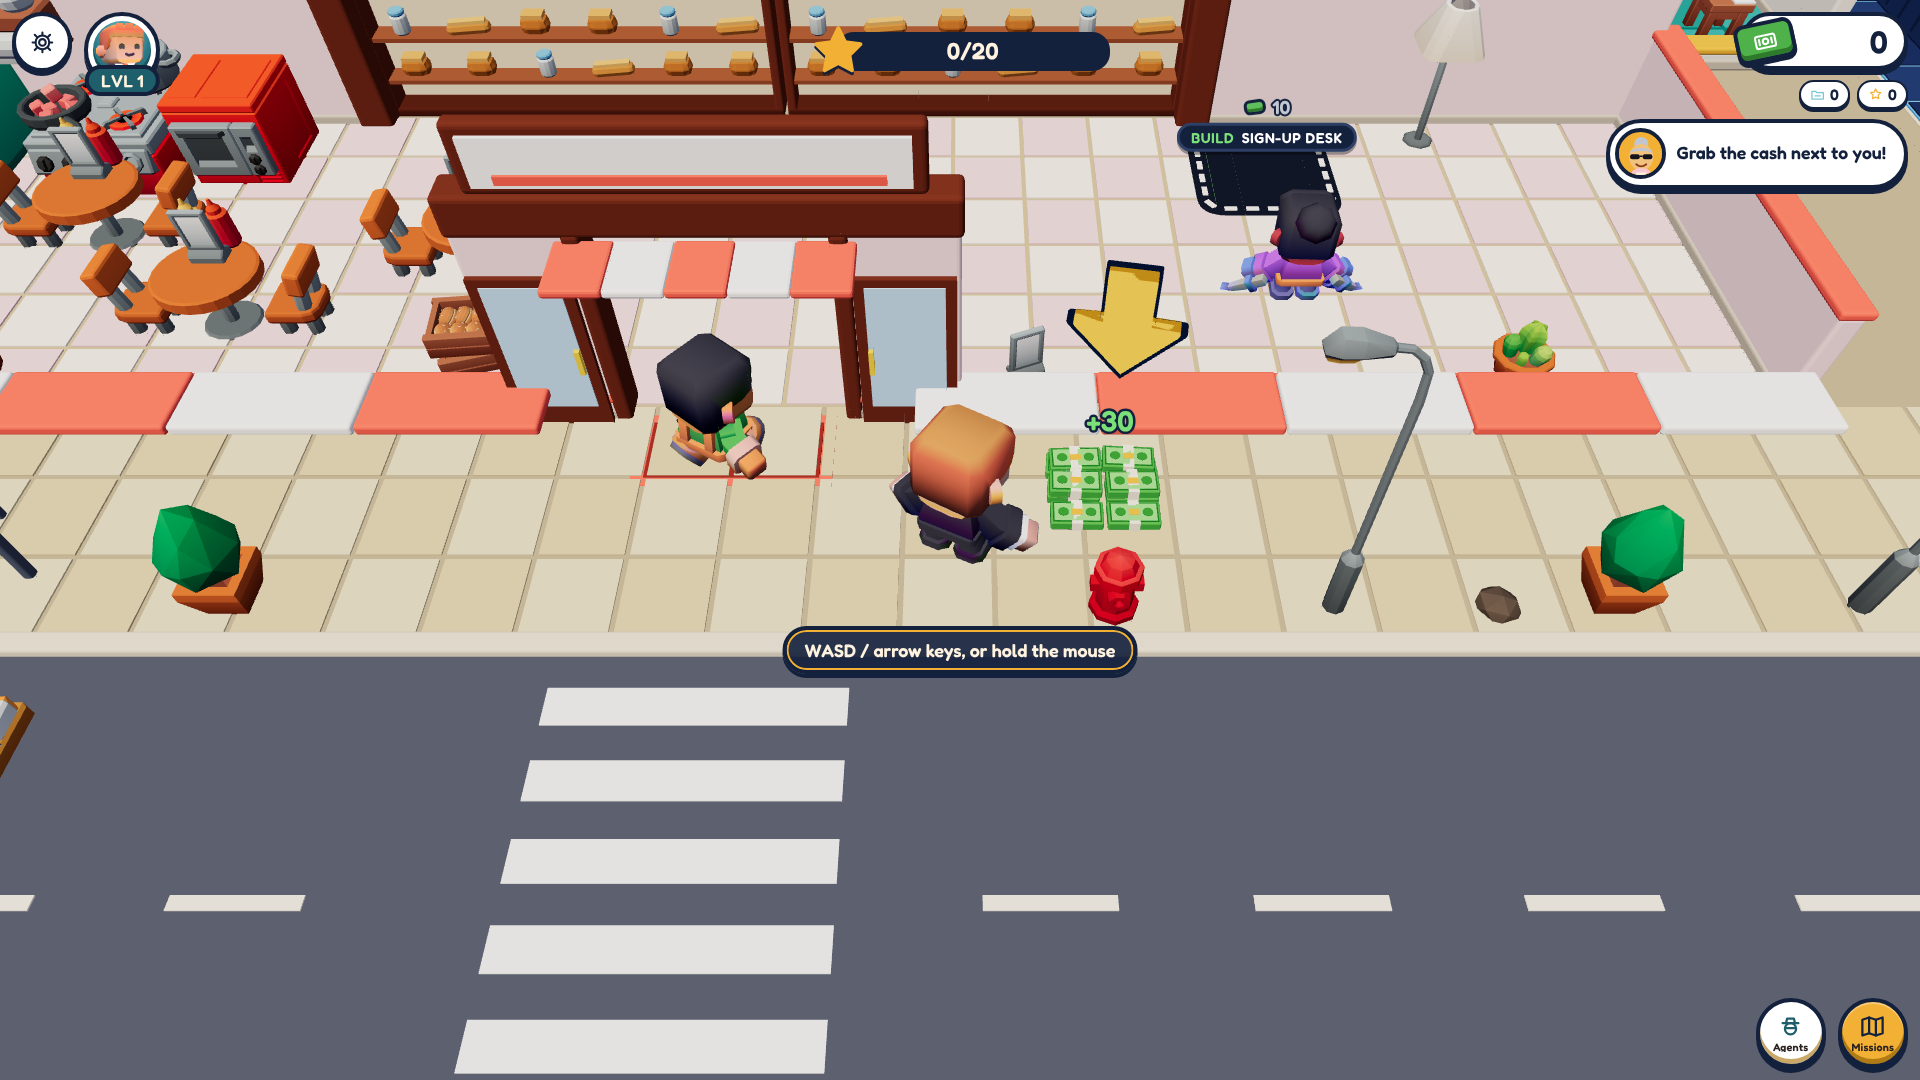 LVL 1
0/20
0
0
0
10
BUILD SIGN-UP DESK
Grab the cash next to you!
+30
WASD / arrow keys, or hold the mouse
Agents
Missions